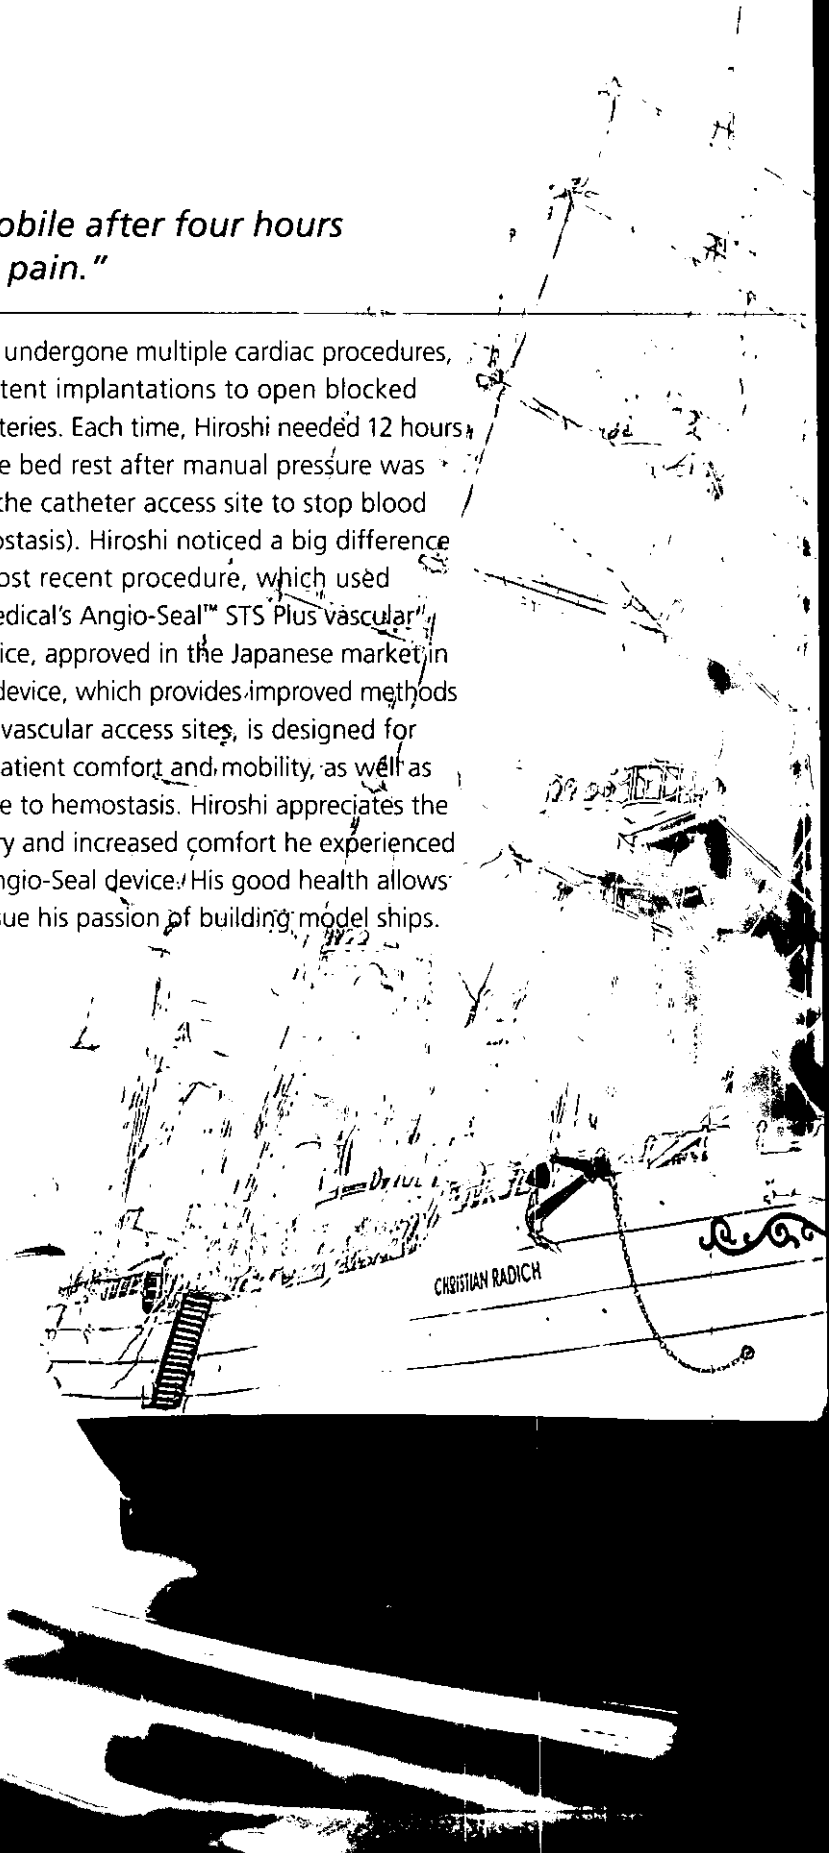 obile after four hours
pain."
undergone multiple cardiac procedures,
tent implantations to open blocked
teries. Each time, Hiroshi needed 12 hours
e bed rest after manual pressure was
the catheter access site to stop blood
ostasis). Hiroshi noticed a big difference
ost recent procedure, which used
edical's Angio-Seal™ STS Plus vascular
ice, approved in the Japanese market in
device, which provides improved methods
vascular access sites, is designed for
atient comfort and mobility, as well as
e to hemostasis. Hiroshi appreciates the
ry and increased comfort he experienced
ngio-Seal device. His good health allows
sue his passion of building model ships.
CHRISTIAN RADICH